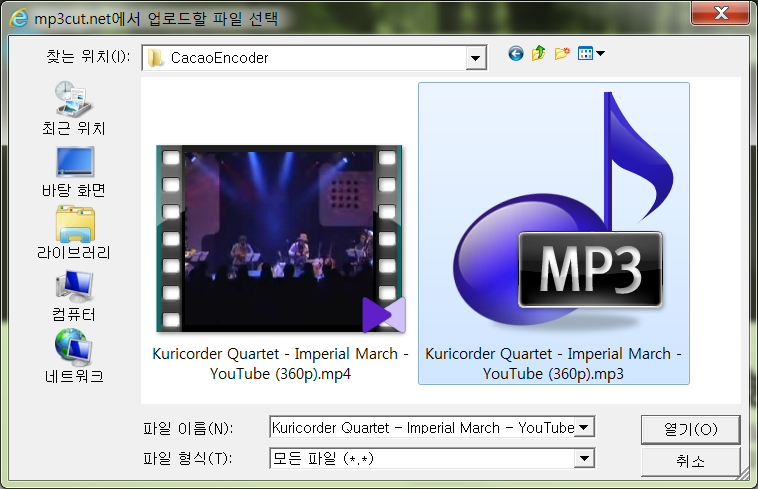 mp3cut.net에서 업로드할 파일 선택
찾는 위치(I):
CacaoEncoder
최근 위치
바탕 화면
라이브러리
컴퓨터
네트워크
Kuricorder Quartet - Imperial March -
YouTube (360p).mp4
MP3
Kuricorder Quartet - Imperial March -
YouTube (360p).mp3
파일 이름(N):
Kuricorder Quartet - Imperial March - YouTube
열기(O)
파일 형식(T):
모든 파일 (*.*)
취소